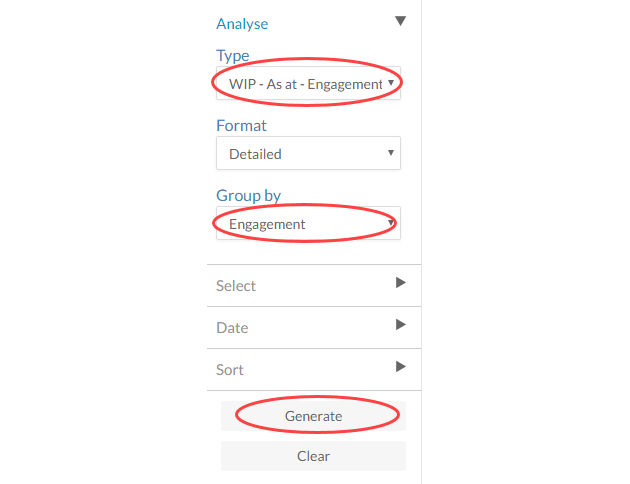 Analyse
Type
WIP - As at - Engagement
Format
Detailed
Group by
Engagement
Select
Date
Sort
Generate
Clear